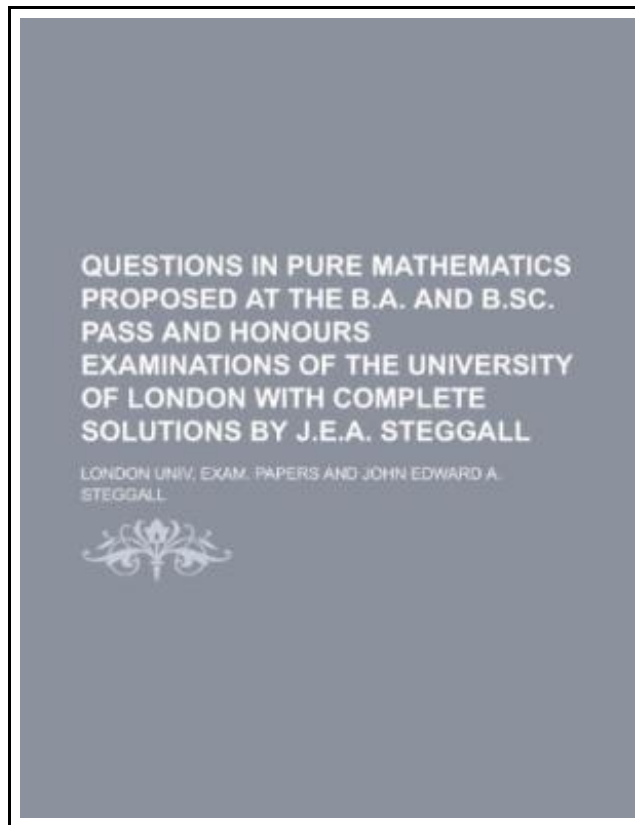 QUESTIONS IN PURE MATHEMATICS
PROPOSED AT THE B.A. AND B.SC.
PASS AND HONOURS
EXAMINATIONS OF THE UNIVERSITY
OF LONDON WITH COMPLETE
SOLUTIONS BY J.E.A. STEGGALL
LONDON UNIV, EXAM. PAPERS AND JOHN EDWARD A.
STEGGALL